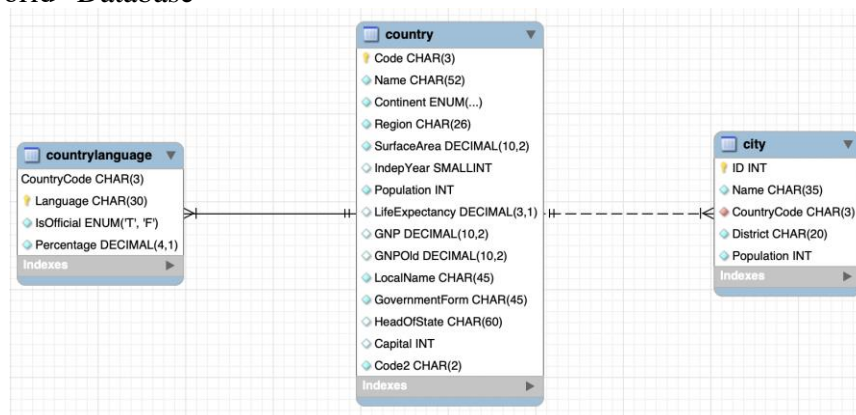 Database
country
Code CHAR(3)
Name CHAR(52)
Continent ENUM(...)
Region CHAR(26)
SurfaceArea DECIMAL(10,2)
IndepYear SMALLINT
Population INT
LifeExpectancy DECIMAL(3,1)
GNP DECIMAL(10,2)
GNPOld DECIMAL(10,2)
LocalName CHAR(45)
GovernmentForm CHAR(45)
HeadOfState CHAR(60)
Capital INT
Code2 CHAR(2)
Indexes
countrylanguage
CountryCode CHAR(3)
Language CHAR(30)
IsOfficial ENUM('T', 'F')
Percentage DECIMAL(4,1)
Indexes
city
ID INT
Name CHAR(35)
CountryCode CHAR(3)
District CHAR(20)
Population INT
Indexes